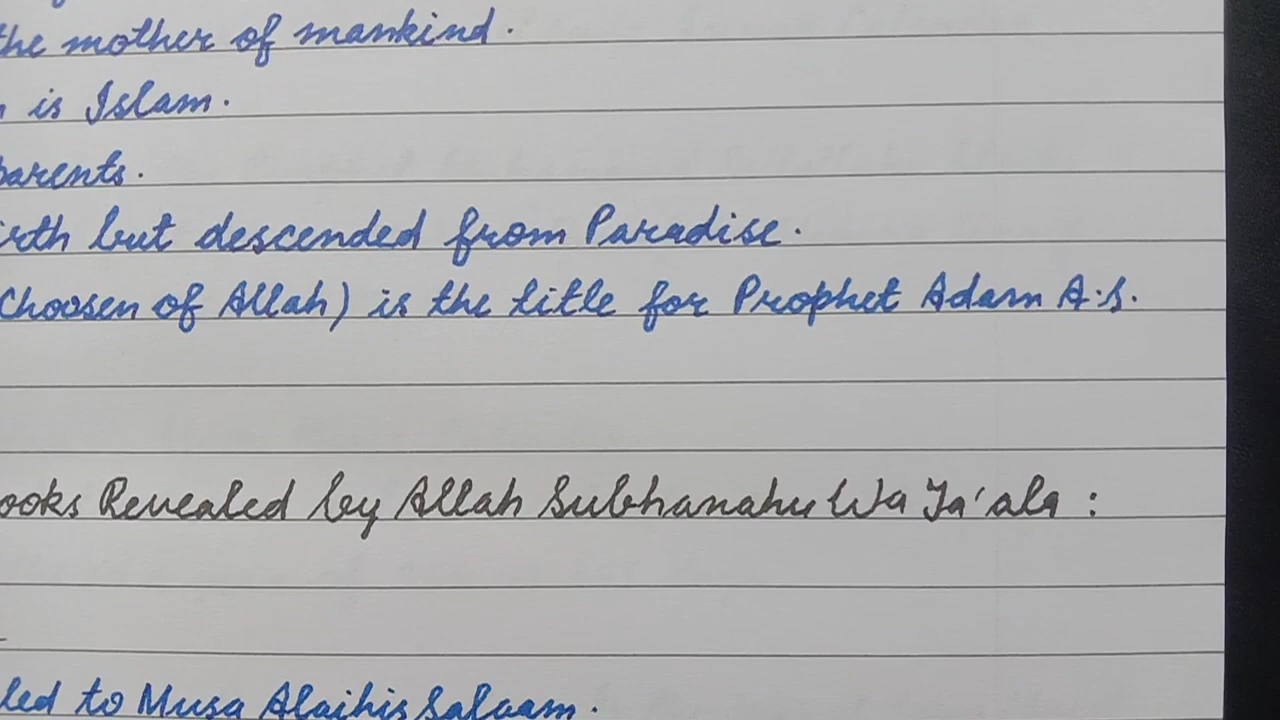 the mother of mankind.
is Islam.
parents.
but descended from Paradise.
Choosen of Allah) is the title for Prophet Adam A.S.
ooks Revealed by Allah Subhanahu Wa Ta'ala :
led to Musa Alaihis Salaam.